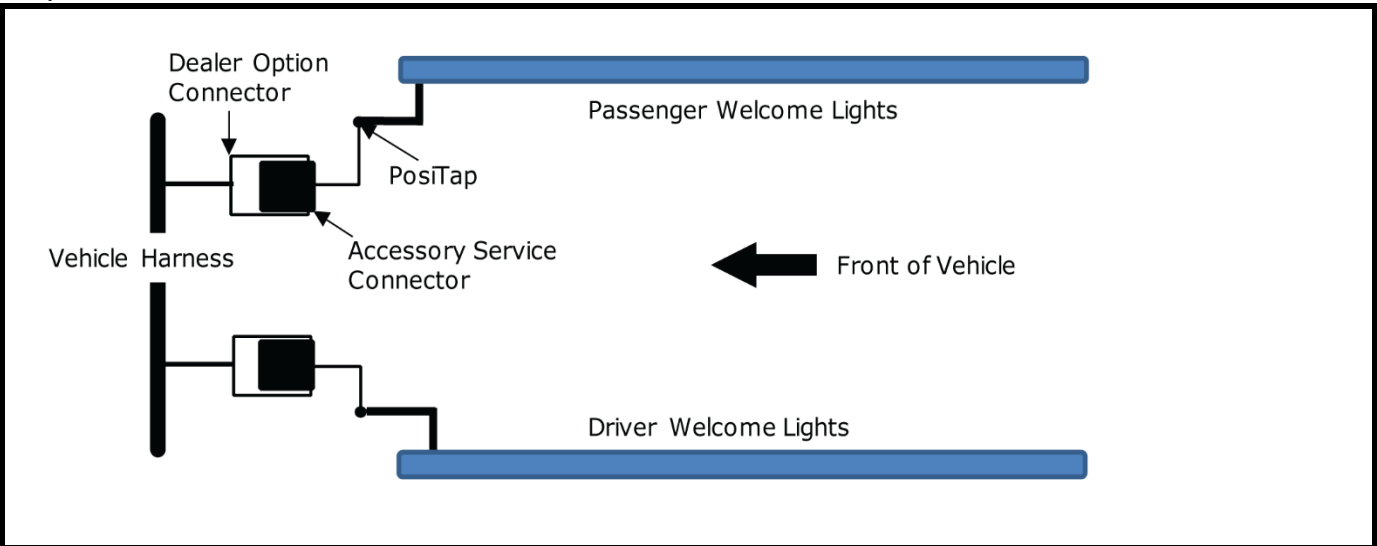 Dealer Option
Connector
Passenger Welcome Lights
PosiTap
Vehicle Harness
Accessory Service
Connector
Front of Vehicle
Driver Welcome Lights